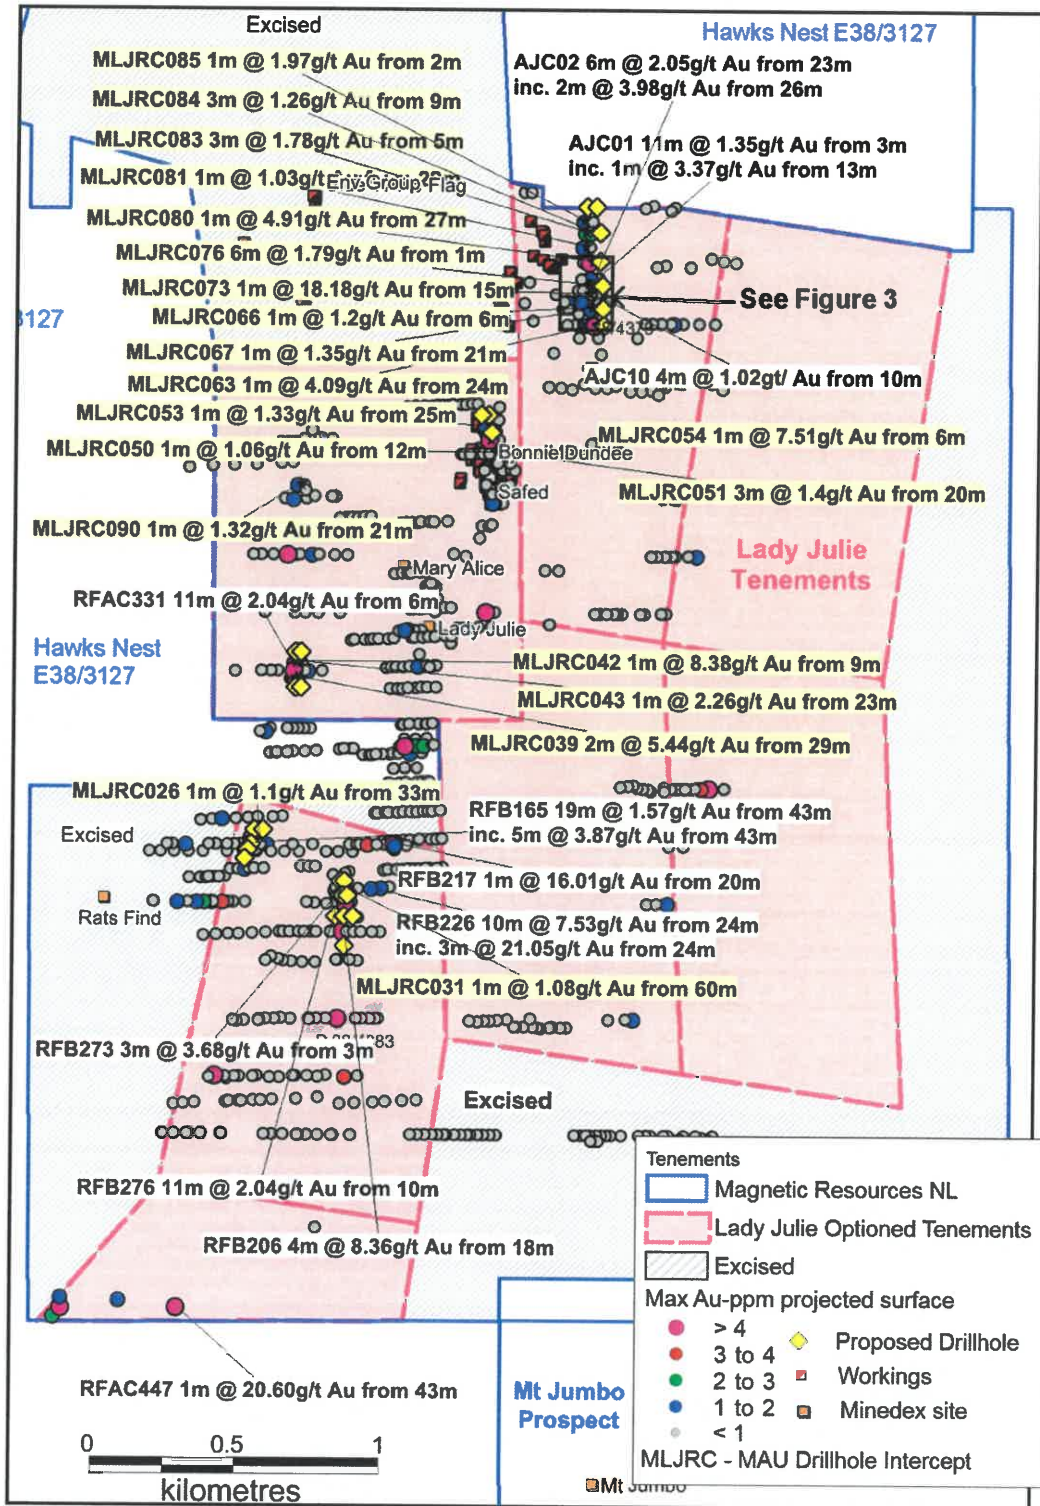 Excised
Hawks Nest E38/3127
MLJRC085 1m @ 1.97g/t Au from 2m
AJC02 6m @ 2.05g/t Au from 23m
inc. 2m @ 3.98g/t Au from 26m
MLJRC084 3m @ 1.26g/t Au from 9m
MLJRC083 3m @ 1.78g/t Au from 5m
AJC01 11m @ 1.35g/t Au from 3m
inc. 1m @ 3.37g/t Au from 13m
MLJRC081 1m @ 1.03g/t
Env Group Flag
MLJRC080 1m @ 4.91g/t Au from 27m
MLJRC076 6m @ 1.79g/t Au from 1m
MLJRC073 1m @ 18.18g/t Au from 15m
See Figure 3
3127
MLJRC066 1m @ 1.2g/t Au from 6m
MLJRC067 1m @ 1.35g/t Au from 21m
AJC10 4m @ 1.02gt/ Au from 10m
MLJRC063 1m @ 4.09g/t Au from 24m
MLJRC053 1m @ 1.33g/t Au from 25m
MLJRC054 1m @ 7.51g/t Au from 6m
MLJRC050 1m @ 1.06g/t Au from 12m
Bonnie Dundee
Safed
MLJRC051 3m @ 1.4g/t Au from 20m
MLJRC090 1m @ 1.32g/t Au from 21m
Lady Julie
Tenements
Mary Alice
RFAC331 11m @ 2.04g/t Au from 6m
Lady Julie
Hawks Nest
E38/3127
MLJRC042 1m @ 8.38g/t Au from 9m
MLJRC043 1m @ 2.26g/t Au from 23m
MLJRC039 2m @ 5.44g/t Au from 29m
MLJRC026 1m @ 1.1g/t Au from 33m
RFB165 19m @ 1.57g/t Au from 43m
inc. 5m @ 3.87g/t Au from 43m
Excised
RFB217 1m @ 16.01g/t Au from 20m
Rats Find
RFB226 10m @ 7.53g/t Au from 24m
inc. 3m @ 21.05g/t Au from 24m
MLJRC031 1m @ 1.08g/t Au from 60m
RFB273 3m @ 3.68g/t Au from 3m
Excised
RFB276 11m @ 2.04g/t Au from 10m
RFB206 4m @ 8.36g/t Au from 18m
RFAC447 1m @ 20.60g/t Au from 43m
Mt Jumbo
Prospect
Mt Jumbo
0 0.5 1
kilometres
Tenements
Magnetic Resources NL
Lady Julie Optioned Tenements
Excised
Max Au-ppm projected surface
> 4
3 to 4
2 to 3
1 to 2
< 1
Proposed Drillhole
Workings
Minedex site
MLJRC - MAU Drillhole Intercept